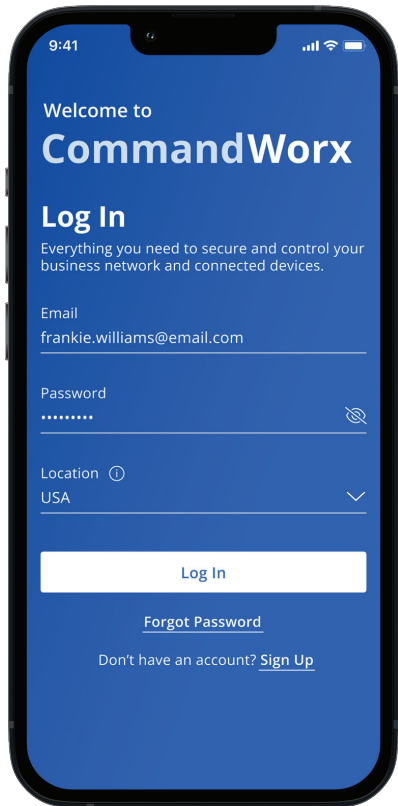 9:41
Welcome to
CommandWorx
Log In
Everything you need to secure and control your
business network and connected devices.
Email
frankie.williams@email.com
Password
•••••••••
Location ⓘ
USA
Log In
Forgot Password
Don’t have an account? Sign Up